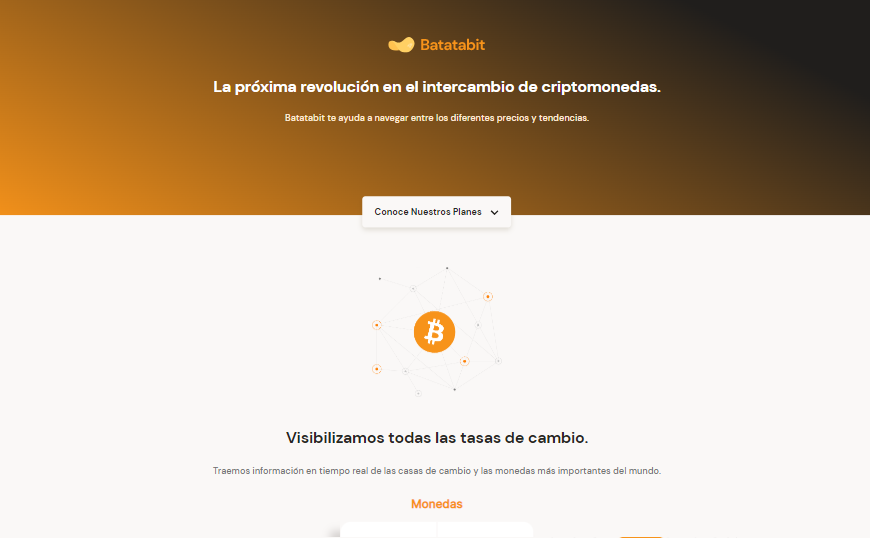 Batatabit
La próxima revolución en el intercambio de criptomonedas.
Batatabit te ayuda a navegar entre los diferentes precios y tendencias.
Conoce Nuestros Planes
Visibilizamos todas las tasas de cambio.
Traemos información en tiempo real de las casas de cambio y las monedas más importantes del mundo.
Monedas